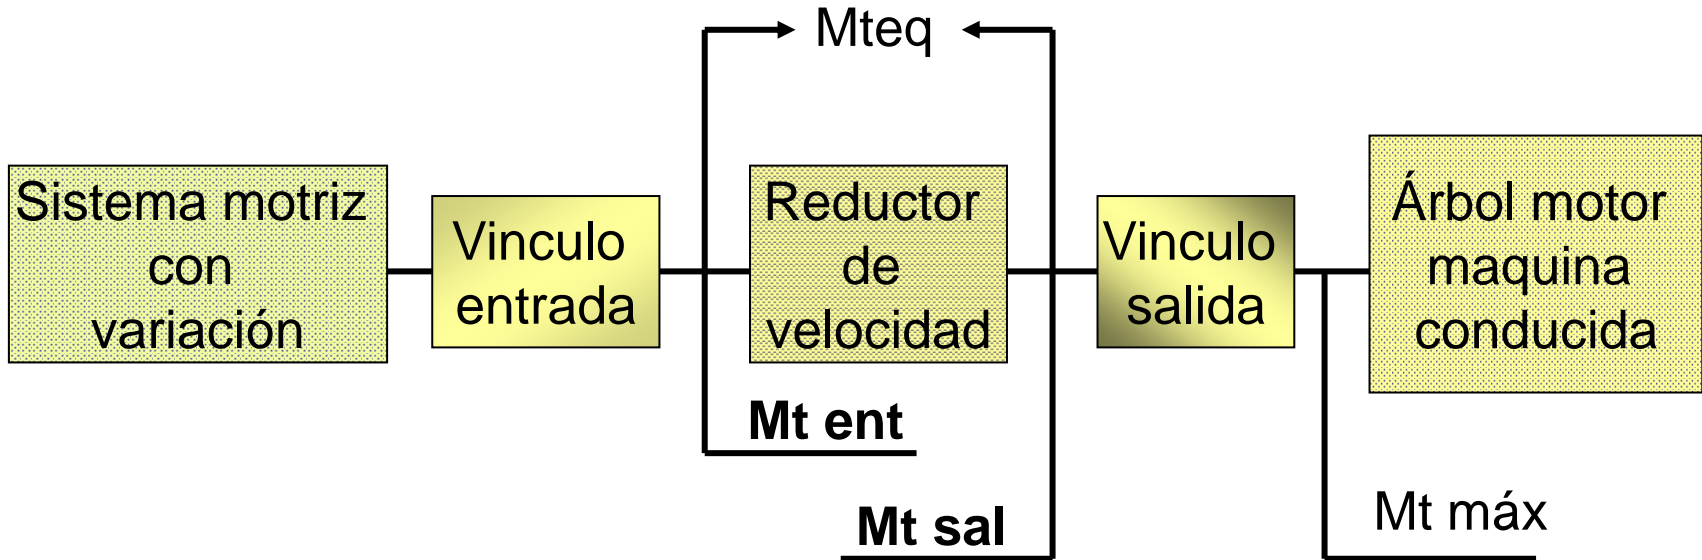 Mteq
Sistema motriz
con
variación
Vinculo
entrada
Reductor
de
velocidad
Vinculo
salida
Árbol motor
maquina
conducida
Mt ent
Mt sal
Mt máx